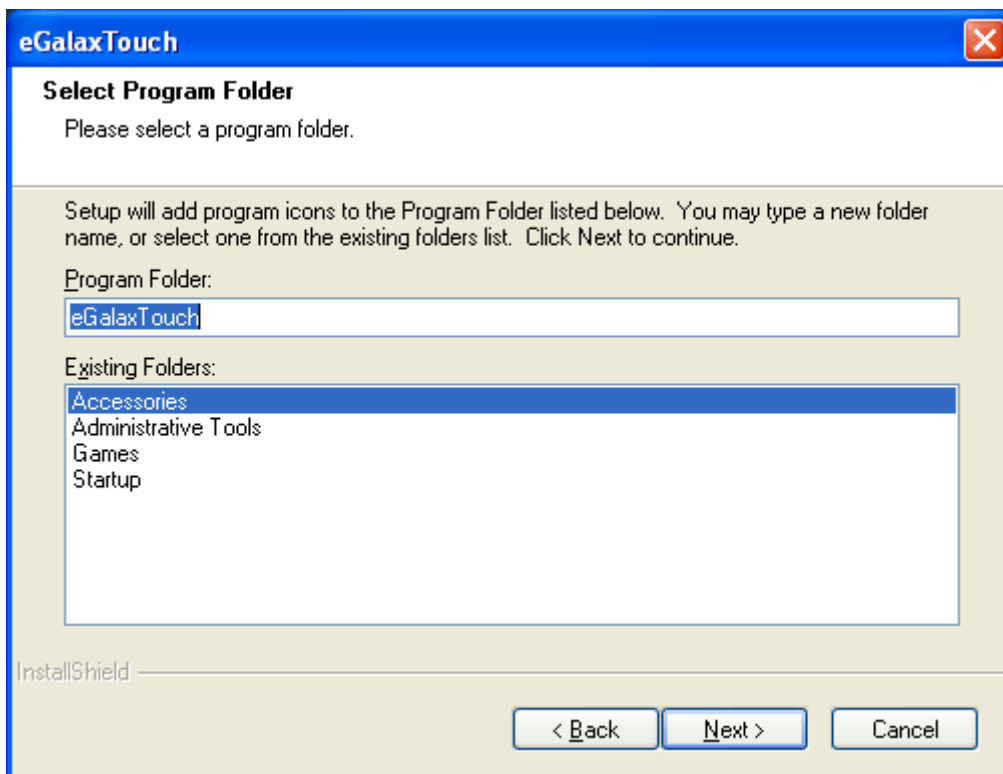 eGalaxTouch
Select Program Folder
Please select a program folder.
Setup will add program icons to the Program Folder listed below.  You may type a new folder
name, or select one from the existing folders list.  Click Next to continue.
Program Folder:
eGalaxTouch
Existing Folders:
Accessories
Administrative Tools
Games
Startup
InstallShield
< Back
Next >
Cancel